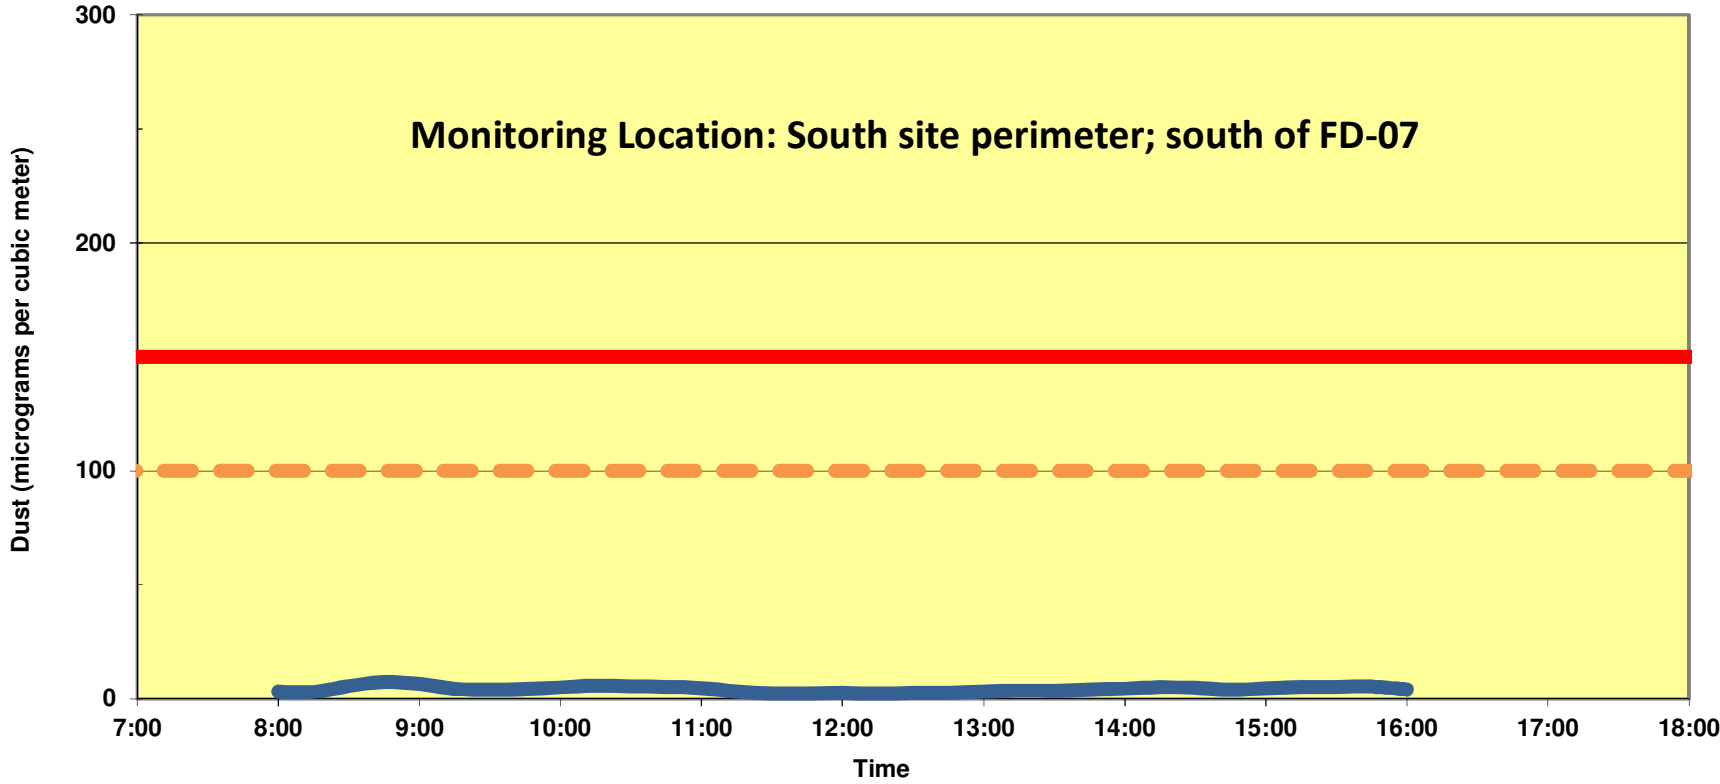 Monitoring Location: South site perimeter; south of FD-07
Dust (micrograms per cubic meter)
300
200
100
0
7:00 8:00 9:00 10:00 11:00 12:00 13:00 14:00 15:00 16:00 17:00 18:00
Time